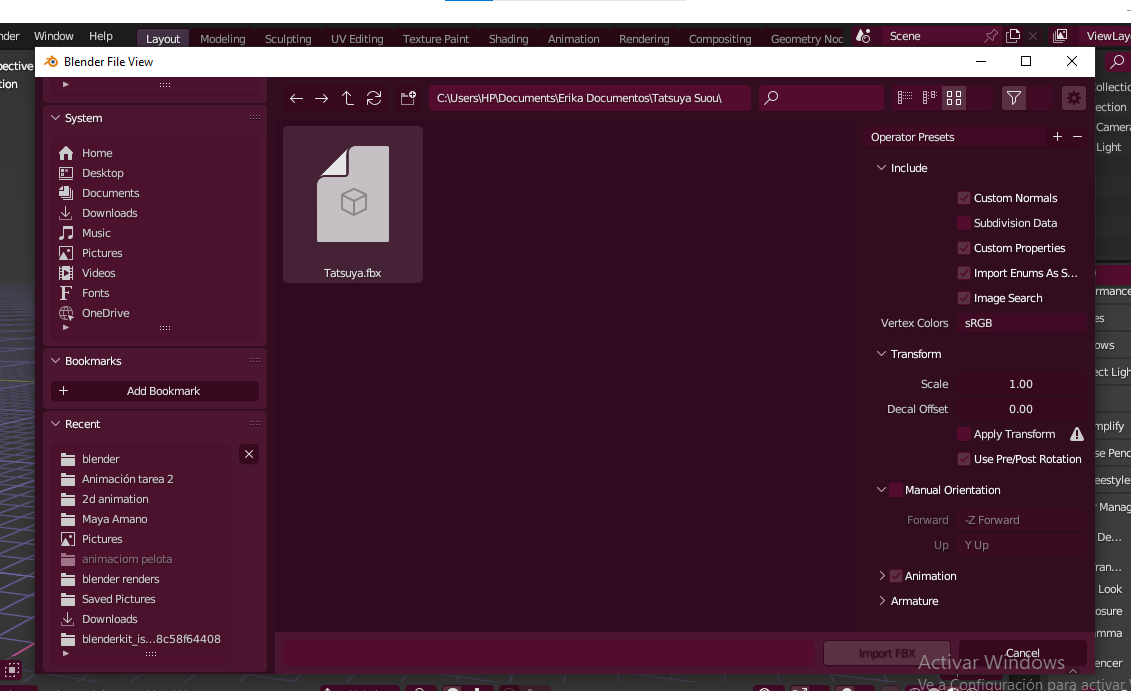 nder Window Help Layout Modeling Sculpting UV Editing Texture Paint Shading Animation Rendering Compositing Geometry Noc Scene ViewLay
Blender File View
pective
tion
C:\Users\HP\Documents\Erika Documentos\Tatsuya Suou\
System
Home
Desktop
Documents
Downloads
Music
Pictures
Videos
Fonts
OneDrive
Bookmarks
Add Bookmark
Recent
blender
Animación tarea 2
2d animation
Maya Amano
Pictures
animaciom pelota
blender renders
Saved Pictures
Downloads
blenderkit_is...8c58f64408
Tatsuya.fbx
Operator Presets
Include
Custom Normals
Subdivision Data
Custom Properties
Import Enums As S...
Image Search
Vertex Colors sRGB
Transform
Scale 1.00
Decal Offset 0.00
Apply Transform
Use Pre/Post Rotation
Manual Orientation
Forward -Z Forward
Up Y Up
Animation
Armature
Import FBX
Cancel
ollectic
ection
Camera
Light
rmance
es
ows
ect Ligh
mplify
se Penc
eestyle
Manag
De...
ran...
Look
osure
mma
encer
Activar Windows
Ve a Configuración para activar